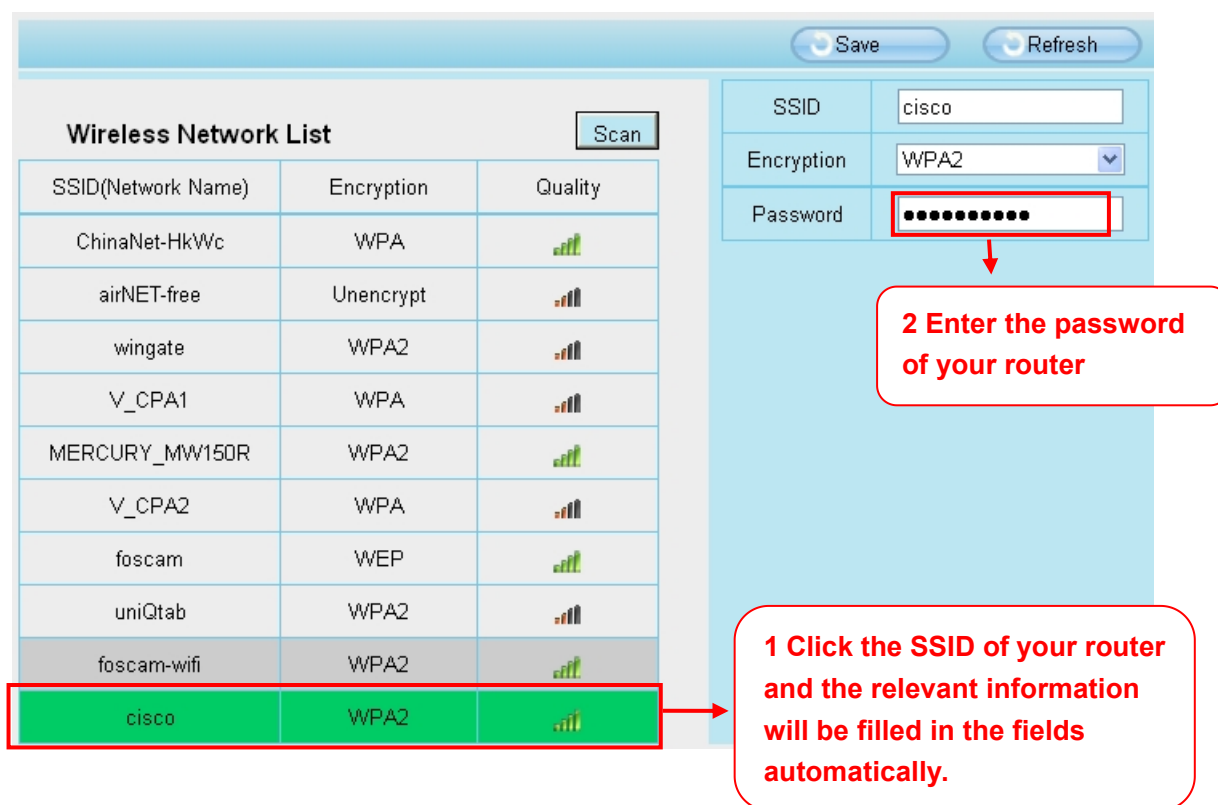 Save Refresh
Wireless Network List Scan
SSID(Network Name) Encryption Quality
ChinaNet-HkWc WPA
airNET-free Unencrypt
wingate WPA2
V_CPA1 WPA
MERCURY_MW150R WPA2
V_CPA2 WPA
foscam WEP
uniQtab WPA2
foscam-wifi WPA2
cisco WPA2
SSID cisco
Encryption WPA2
Password ●●●●●●●●●●
2 Enter the password
of your router
1 Click the SSID of your router
and the relevant information
will be filled in the fields
automatically.